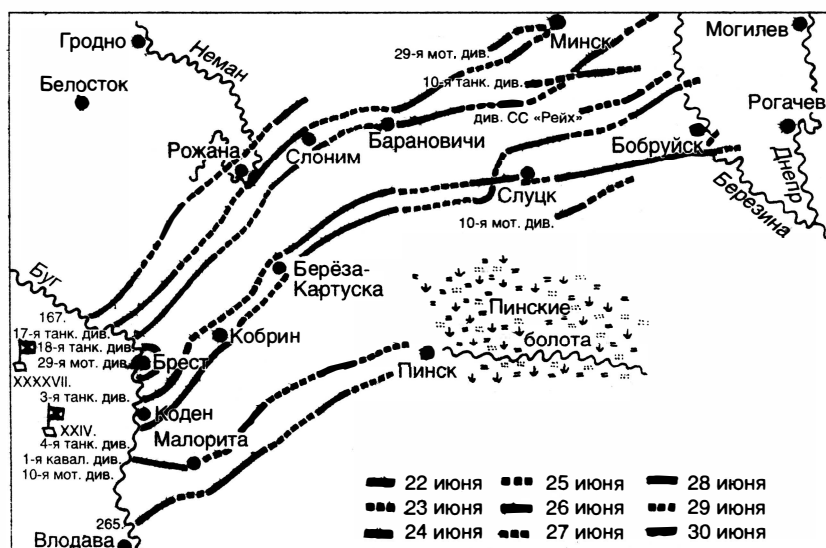 Гродно
Неман
Белосток
29-я мот. див.
Минск
Могилев
10-я танк. див.
див. СС «Рейх»
Рогачев
Барановичи
Бобруйск
Рожана
Слоним
Слуцк
Днепр
Березина
10-я мот. див.
Буг
Берёза-
Картуска
Пинские
болота
167.
17-я танк. див.
18-я танк. див.
Кобрин
29-я мот. див.
Брест
Пинск
XXXXVII.
3-я танк. див.
Коден
XXIV.
4-я танк. див.
Малорита
1-я кавал. див.
10-я мот. див.
265.
Влодава
22 июня
25 июня
28 июня
23 июня
26 июня
29 июня
24 июня
27 июня
30 июня